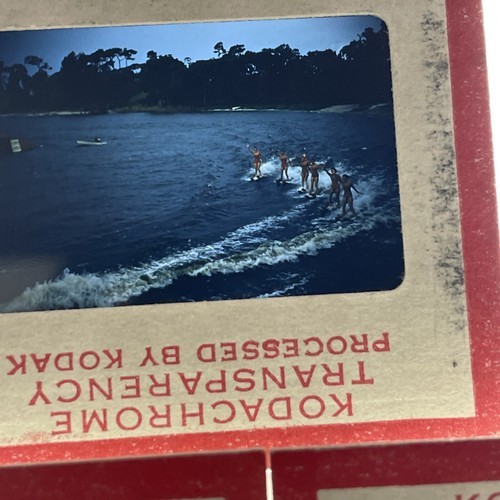 KODACHROME
TRANSPARENCY
PROCESSED BY KODAK